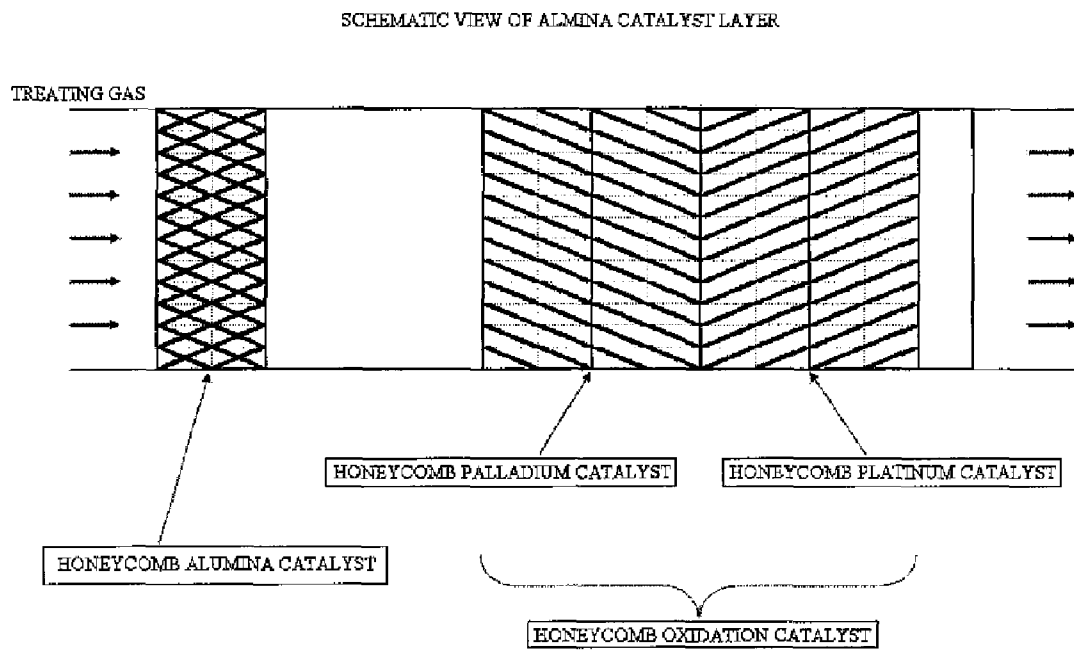 SCHEMATIC VIEW OF ALMINA CATALYST LAYER
TREATING GAS
HONEYCOMB PALLADIUM CATALYST
HONEYCOMB PLATINUM CATALYST
HONEYCOMB ALUMINA CATALYST
HONEYCOMB OXIDATION CATALYST